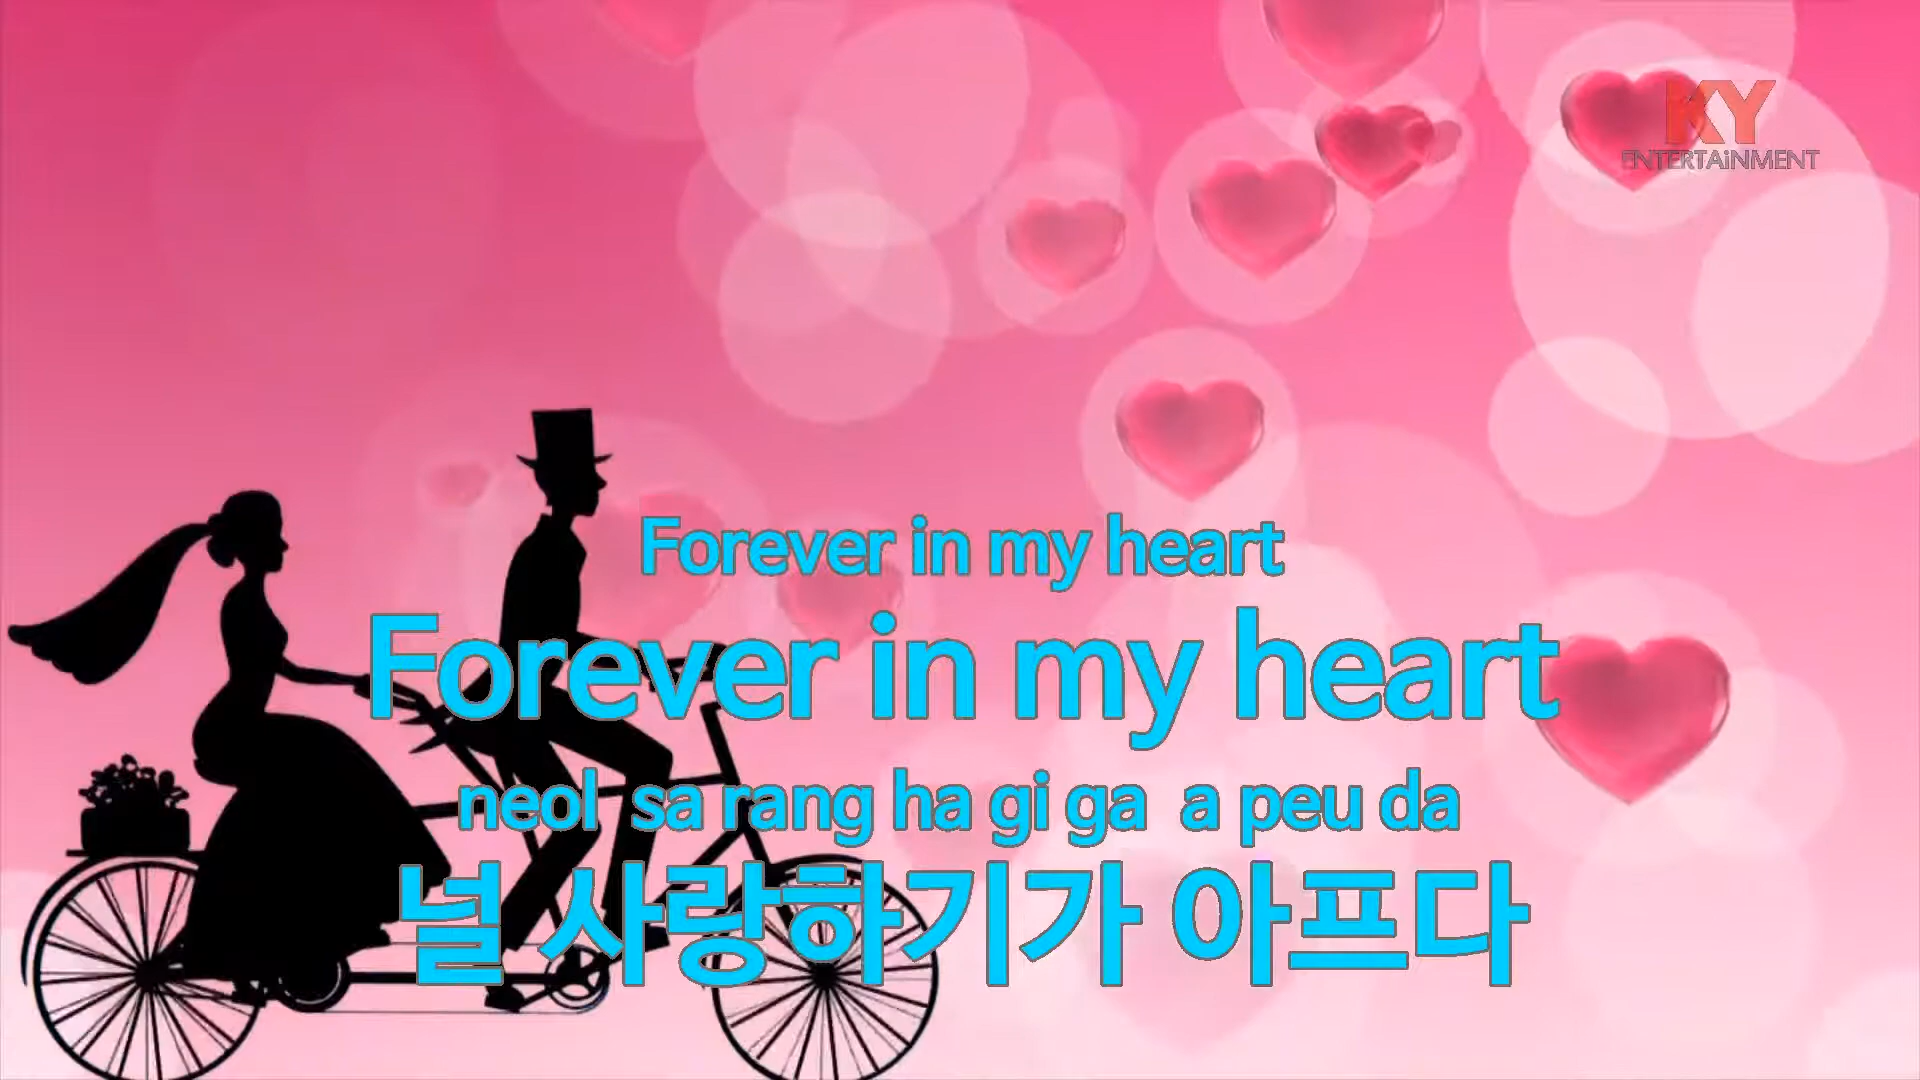 KY
ENTERTAiNMENT
Forever in my heart
Forever in my heart
neol sa rang ha gi ga a peu da
널 사랑하기가 아프다